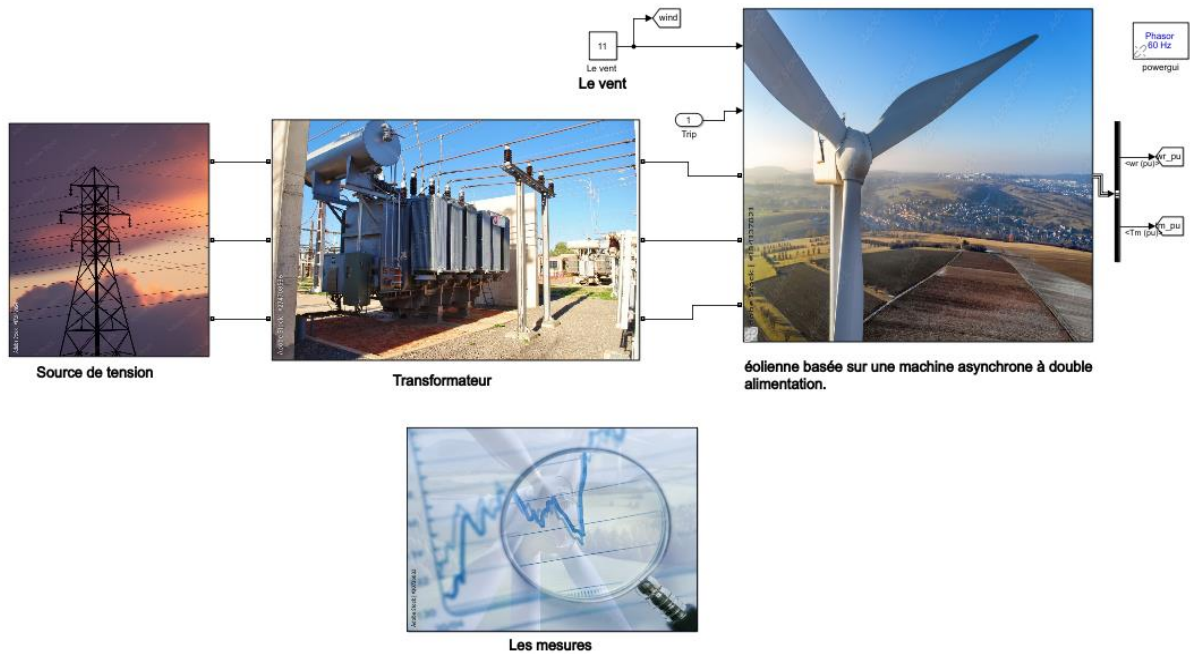 wind
11
Le vent
Le vent
1
Trip
Phasor
60 Hz
powergui
wr_pu
<wr (pu)>
<Tm (pu)>
Source de tension
Transformateur
éolienne basée sur une machine asynchrone à double
alimentation.
Les mesures